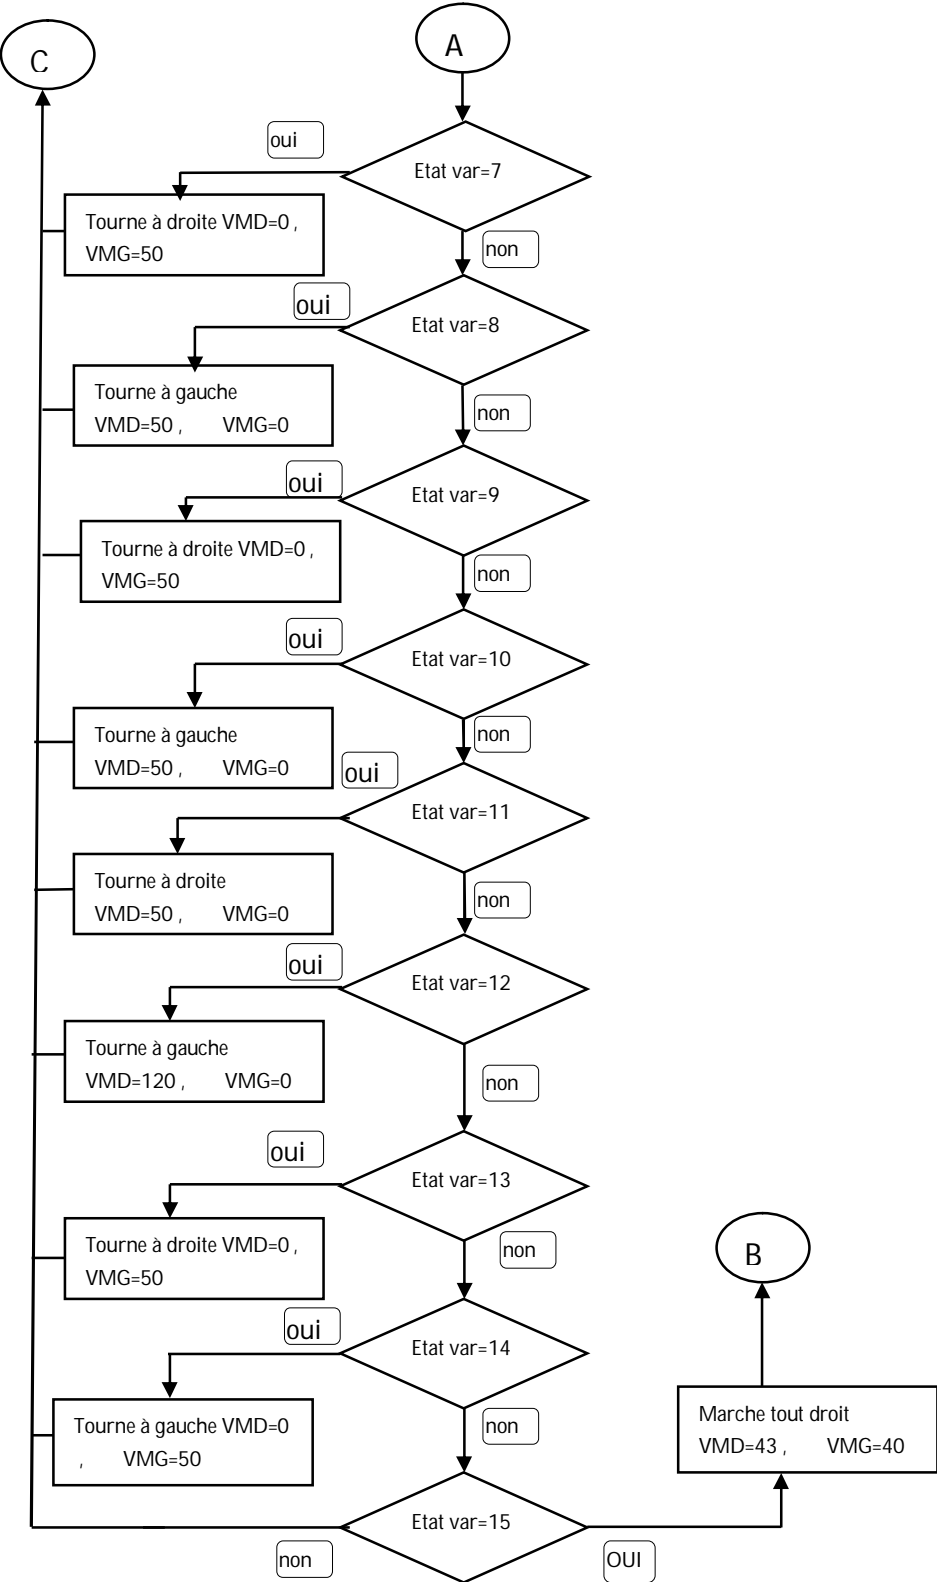 C
A
oui
Etat var=7
Tourne à droite VMD=0 ,
VMG=50
non
oui
Etat var=8
Tourne à gauche
VMD=50 , VMG=0
non
oui
Etat var=9
Tourne à droite VMD=0 ,
VMG=50
non
oui
Etat var=10
Tourne à gauche
VMD=50 , VMG=0
non
oui
Etat var=11
Tourne à droite
VMD=50 , VMG=0
non
oui
Etat var=12
Tourne à gauche
VMD=120 , VMG=0
non
oui
Etat var=13
Tourne à droite VMD=0 ,
VMG=50
non
B
oui
Etat var=14
Tourne à gauche VMD=0
, VMG=50
non
Marche tout droit
VMD=43 , VMG=40
Etat var=15
non
OUI